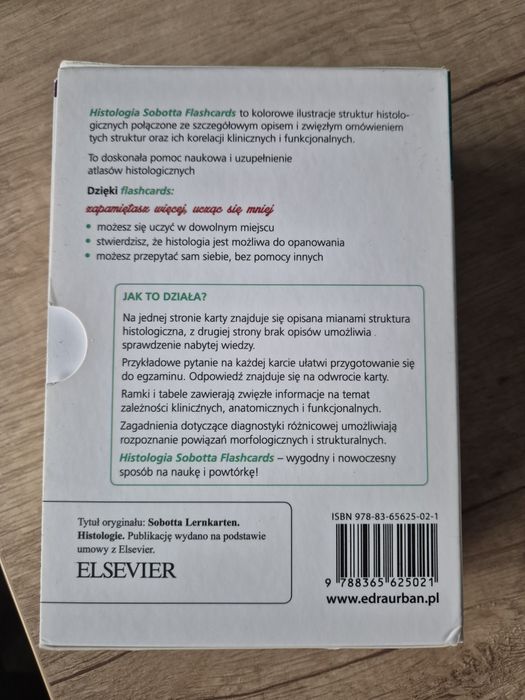 Histologia Sobotta Flashcards to kolorowe ilustracje struktur histolo-
gicznych połączone ze szczegółowym opisem i zwięzłym omówieniem
tych struktur oraz ich korelacji klinicznych i funkcjonalnych.
To doskonała pomoc naukowa i uzupełnienie
atlasów histologicznych
Dzięki flashcards:
zapamiętasz więcej, ucząc się mniej
• możesz się uczyć w dowolnym miejscu
• stwierdzisz, że histologia jest możliwa do opanowania
• możesz przepytać sam siebie, bez pomocy innych
JAK TO DZIAŁA?
Na jednej stronie karty znajduje się opisana mianami struktura
histologiczna, z drugiej strony brak opisów umożliwia
sprawdzenie nabytej wiedzy.
Przykładowe pytanie na każdej karcie ułatwi przygotowanie się
do egzaminu. Odpowiedź znajduje się na odwrocie karty.
Ramki i tabele zawierają zwięzłe informacje na temat
zależności klinicznych, anatomicznych i funkcjonalnych.
Zagadnienia dotyczące diagnostyki różnicowej umożliwiają
rozpoznanie powiązań morfologicznych i strukturalnych.
Histologia Sobotta Flashcards – wygodny i nowoczesny
sposób na naukę i powtórkę!
Tytuł oryginału: Sobotta Lernkarten.
Histologie. Publikację wydano na podstawie
umowy z Elsevier.
ELSEVIER
ISBN 978-83-65625-02-1
9 788365 625021
www.edraurban.pl